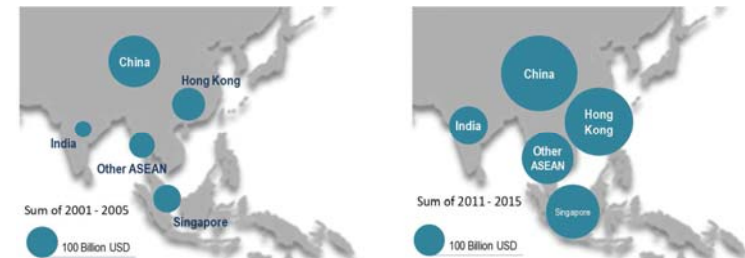 China
Hong Kong
India
Other ASEAN
Sum of 2001 - 2005
Singapore
100 Billion USD
China
Hong
Kong
India
Other
ASEAN
Sum of 2011 - 2015
Singapore
100 Billion USD